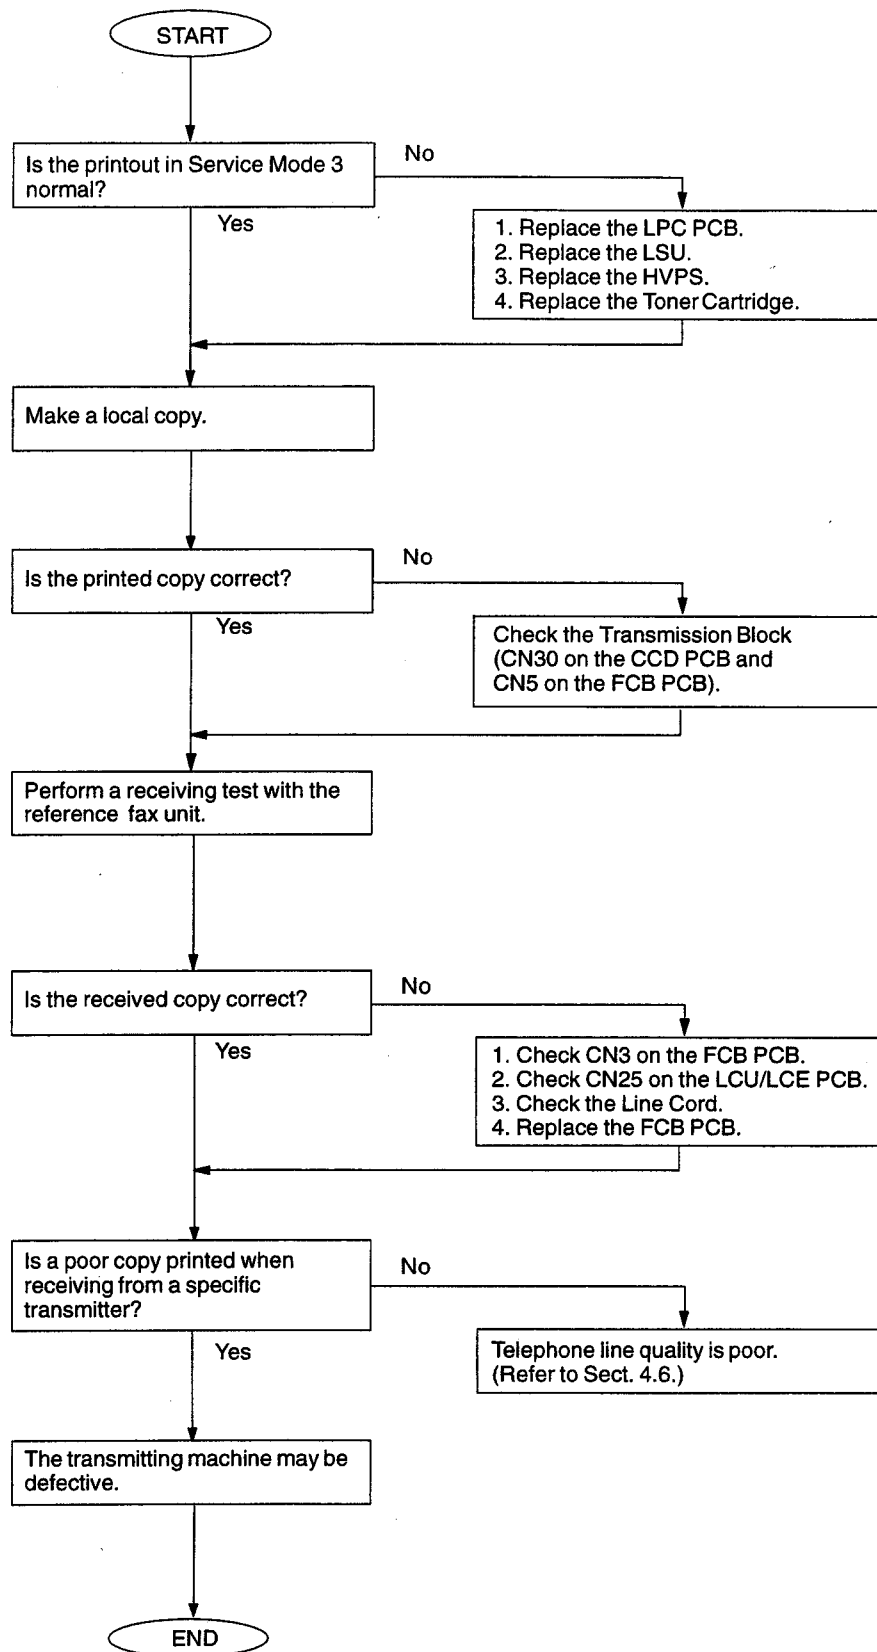 START
Is the printout in Service Mode 3
normal?
No
Yes
1. Replace the LPC PCB.
2. Replace the LSU.
3. Replace the HVPS.
4. Replace the Toner Cartridge.
Make a local copy.
Is the printed copy correct?
No
Yes
Check the Transmission Block
(CN30 on the CCD PCB and
CN5 on the FCB PCB).
Perform a receiving test with the
reference fax unit.
Is the received copy correct?
No
Yes
1. Check CN3 on the FCB PCB.
2. Check CN25 on the LCU/LCE PCB.
3. Check the Line Cord.
4. Replace the FCB PCB.
Is a poor copy printed when
receiving from a specific
transmitter?
No
Yes
Telephone line quality is poor.
(Refer to Sect. 4.6.)
The transmitting machine may be
defective.
END